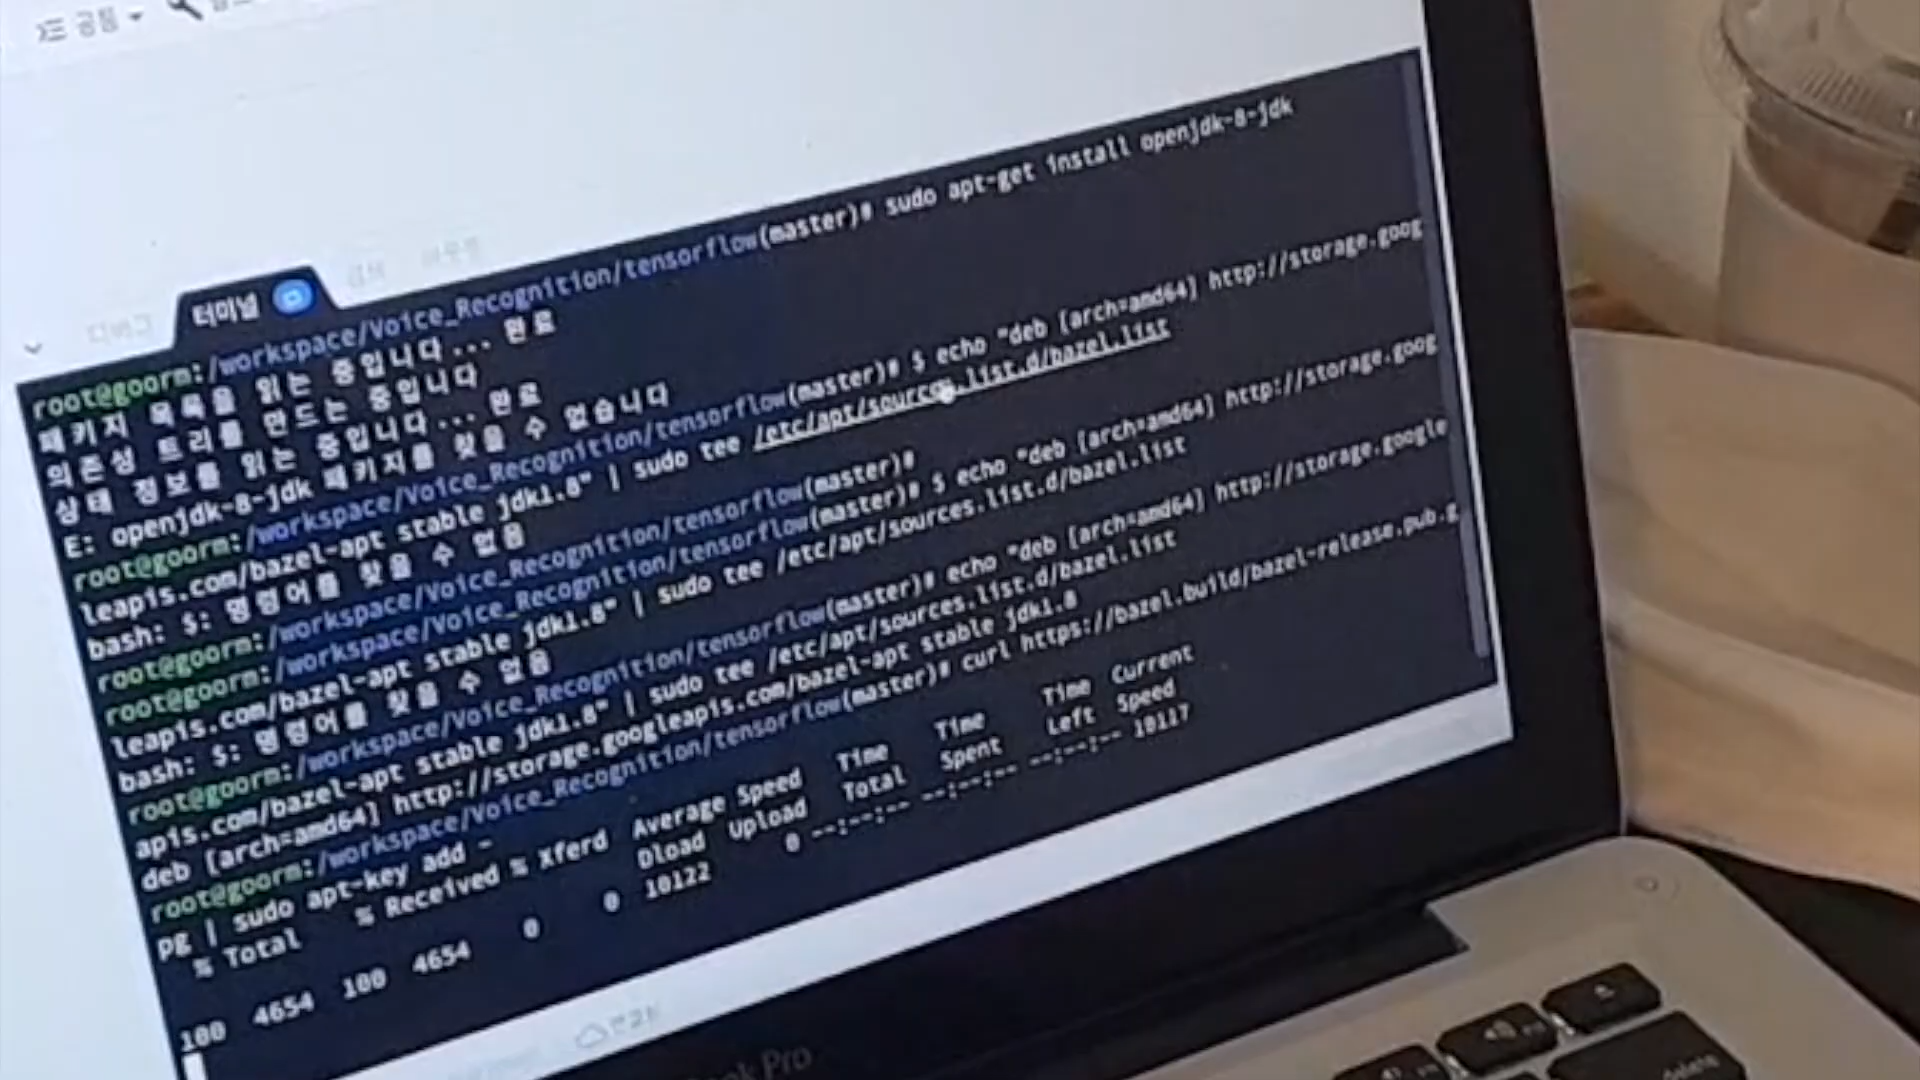 공통
터미널
root@goorm:/workspace/Voice_Recognition/tensorflow(master)# sudo apt-get install openjdk-8-jdk
패키지 목록을 읽는 중입니다... 완료
의존성 트리를 만드는 중입니다
상태 정보를 읽는 중입니다... 완료
E: openjdk-8-jdk 패키지를 찾을 수 없습니다
root@goorm:/workspace/Voice_Recognition/tensorflow(master)# $ echo "deb [arch=amd64] http://storage.goog
leapis.com/bazel-apt stable jdk1.8" | sudo tee /etc/apt/sources.list.d/bazel.list
bash: $: 명령어를 찾을 수 없음
root@goorm:/workspace/Voice_Recognition/tensorflow(master)#
root@goorm:/workspace/Voice_Recognition/tensorflow(master)# $ echo "deb [arch=amd64] http://storage.goog
leapis.com/bazel-apt stable jdk1.8" | sudo tee /etc/apt/sources.list.d/bazel.list
bash: $: 명령어를 찾을 수 없음
root@goorm:/workspace/Voice_Recognition/tensorflow(master)# echo "deb [arch=amd64] http://storage.google
apis.com/bazel-apt stable jdk1.8" | sudo tee /etc/apt/sources.list.d/bazel.list
deb [arch=amd64] http://storage.googleapis.com/bazel-apt stable jdk1.8
root@goorm:/workspace/Voice_Recognition/tensorflow(master)# curl https://bazel.build/bazel-release.pub.g
pg | sudo apt-key add -
% Total % Received % Xferd Average Speed Time Time Time Current
Dload Upload Total Spent Left Speed
100 4654 100 4654 0 0 10122 0 --:--:-- --:--:-- --:--:-- 10117
Pro
delete